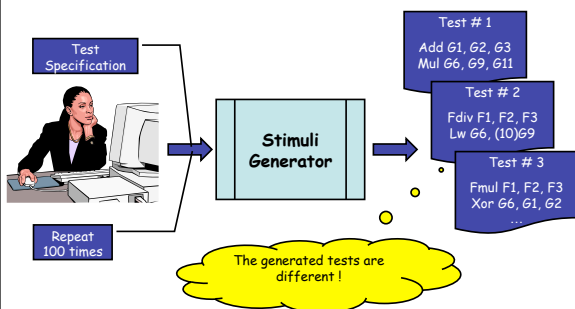 Test
Specification
Repeat
100 times
Stimuli
Generator
Test # 1
Add G1, G2, G3
Mul G6, G9, G11
Test # 2
Fdiv F1, F2, F3
Lw G6, (10)G9
Test # 3
Fmul F1, F2, F3
Xor G6, G1, G2
...
The generated tests are
different !